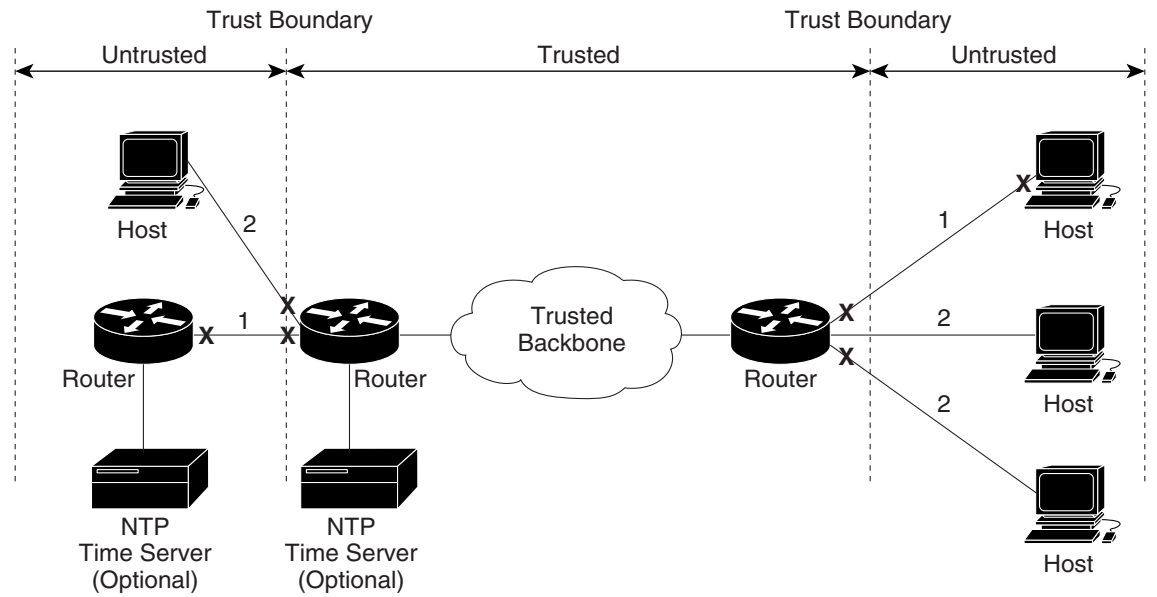 Trust Boundary
Trust Boundary
Untrusted
Trusted
Untrusted
Host
2
X
1
X
X
Router
Router
Trusted
Backbone
Router
X
1
X
Host
2
X
Host
2
Host
NTP
Time Server
(Optional)
NTP
Time Server
(Optional)